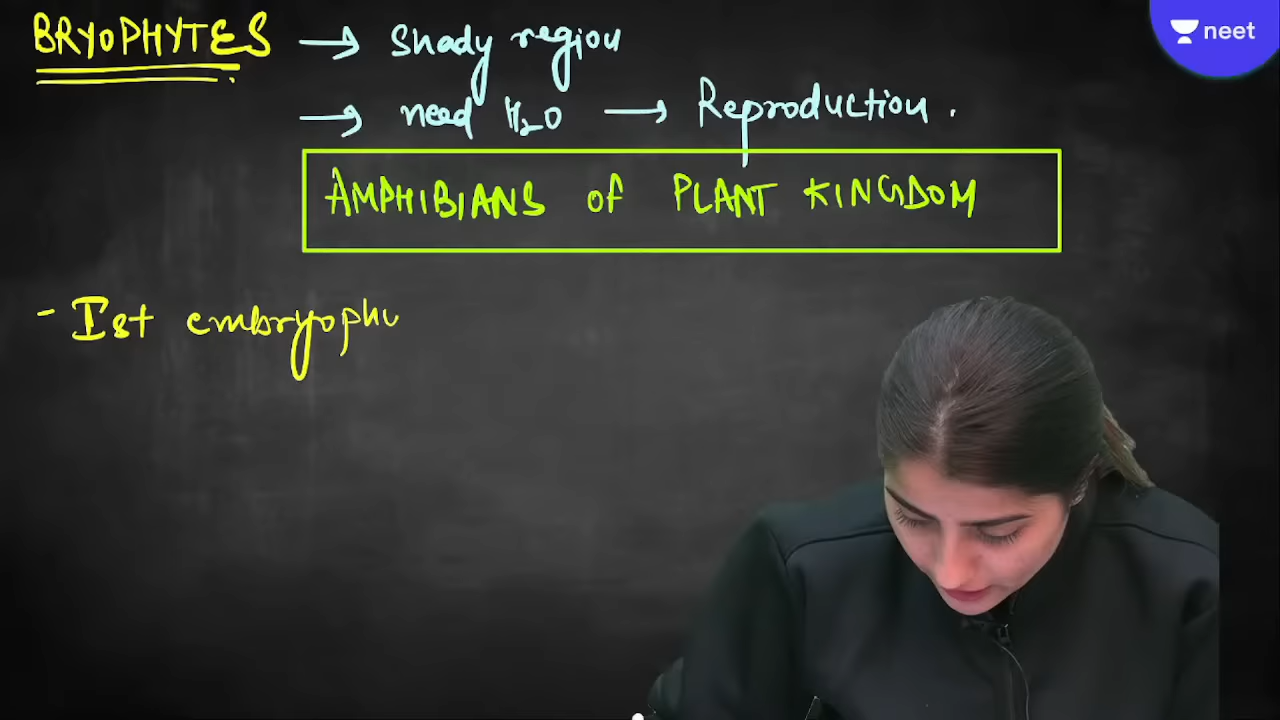 BRYOPHYTES → Shady region
→ need H2O → Reproduction.
AMPHIBIANS of PLANT KINGDOM
- Ist embryophy
neet